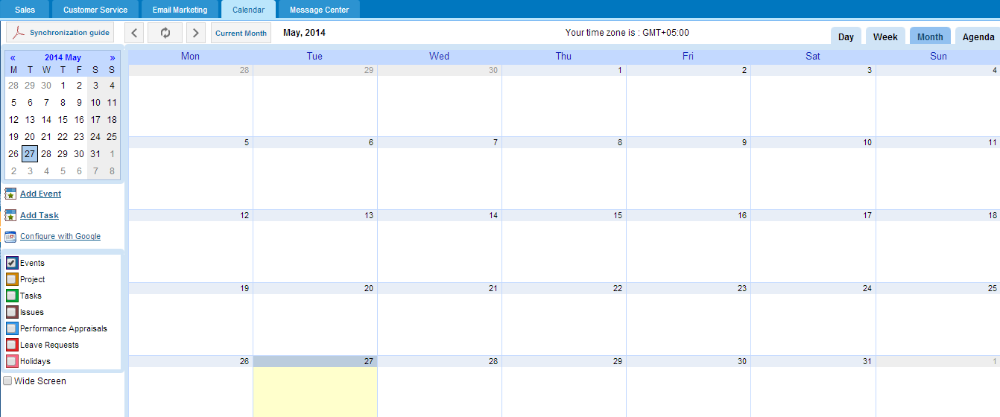 Sales Customer Service Email Marketing Calendar Message Center
Synchronization guide Current Month May, 2014 Your time zone is : GMT+05:00 Day Week Month Agenda
« 2014 May »
M T W T F S S
28 29 30 1 2 3 4
5 6 7 8 9 10 11
12 13 14 15 16 17 18
19 20 21 22 23 24 25
26 27 28 29 30 31 1
2 3 4 5 6 7 8
Add Event
Add Task
Configure with Google
Events
Project
Tasks
Issues
Performance Appraisals
Leave Requests
Holidays
Wide Screen
Mon Tue Wed Thu Fri Sat Sun
28 29 30 1 2 3 4
5 6 7 8 9 10 11
12 13 14 15 16 17 18
19 20 21 22 23 24 25
26 27 28 29 30 31 1